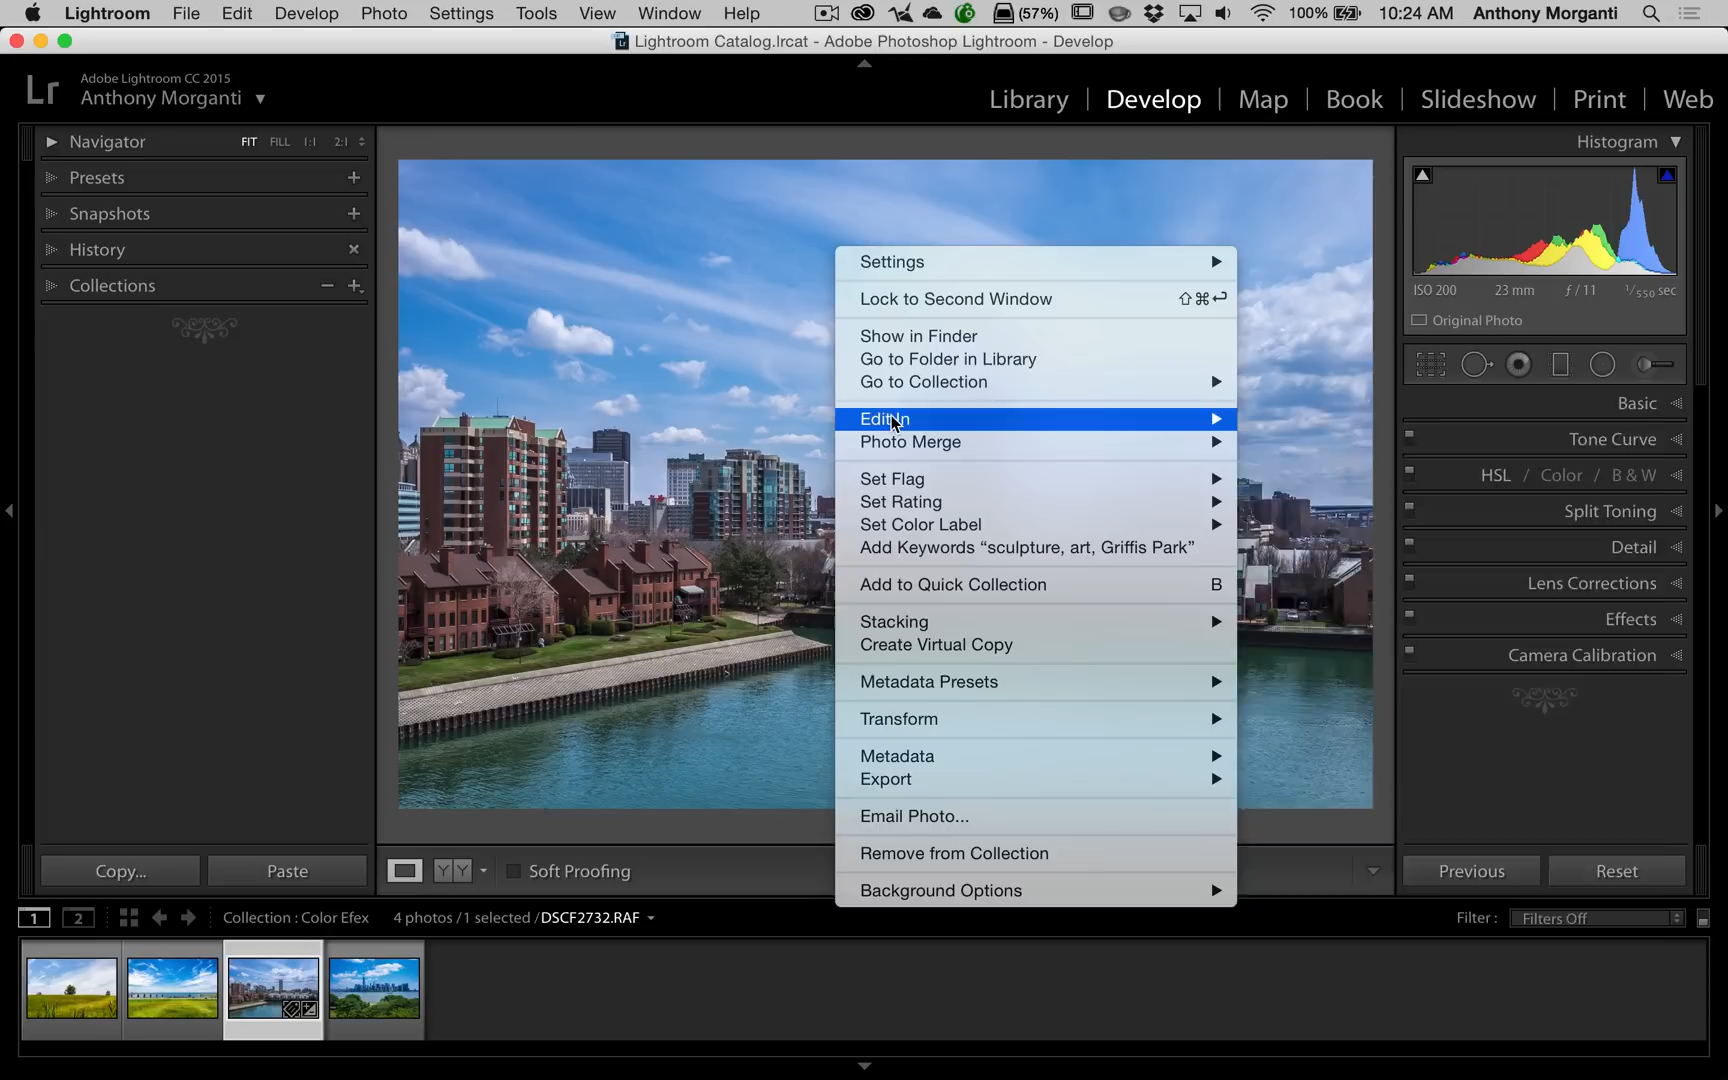 Lightroom File Edit Develop Photo Settings Tools View Window Help (57%) 100% 10:24 AM Anthony Morganti
Lightroom Catalog.lrcat - Adobe Photoshop Lightroom - Develop
Lr
Adobe Lightroom CC 2015
Anthony Morganti
Library | Develop | Map | Book | Slideshow | Print | Web
Navigator FIT FILL 1:1 2:1
Presets
Snapshots
History
Collections
Settings
Lock to Second Window ⇧⌘↩
Show in Finder
Go to Folder in Library
Go to Collection
Edit In
Photo Merge
Set Flag
Set Rating
Set Color Label
Add Keywords “sculpture, art, Griffis Park”
Add to Quick Collection B
Stacking
Create Virtual Copy
Metadata Presets
Transform
Metadata
Export
Email Photo...
Remove from Collection
Background Options
Histogram
ISO 200 23 mm ƒ / 11 1/550 sec
Original Photo
Basic
Tone Curve
HSL / Color / B & W
Split Toning
Detail
Lens Corrections
Effects
Camera Calibration
Copy... Paste
YY
Soft Proofing
Previous Reset
1 2 Collection : Color Efex 4 photos /1 selected /DSCF2732.RAF
Filter : Filters Off